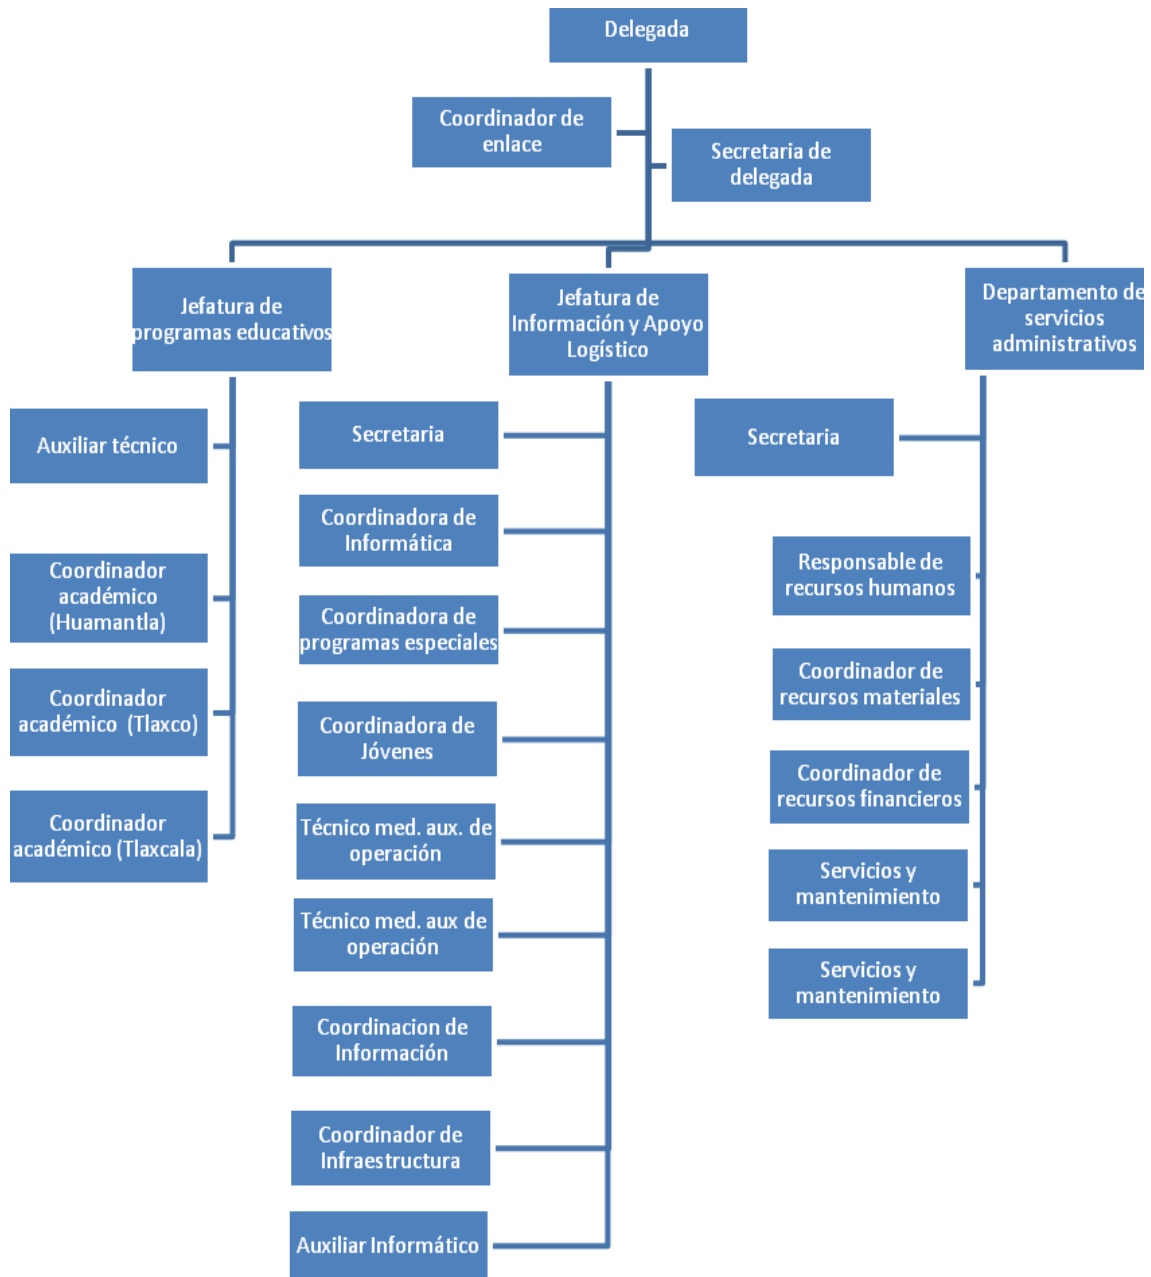 Delegada
Coordinador de
enlace
Secretaria de
delegada
Jefatura de
programas educativos
Jefatura de
Información y Apoyo
Logístico
Departamento de
servicios
administrativos
Auxiliar técnico
Coordinador
académico
(Huamantla)
Coordinador
académico (Tlaxco)
Coordinador
académico (Tlaxcala)
Secretaria
Coordinadora de
Informática
Coordinadora de
programas especiales
Coordinadora de
Jóvenes
Técnico med. aux. de
operación
Técnico med. aux de
operación
Coordinacion de
Información
Coordinador de
Infraestructura
Auxiliar Informático
Secretaria
Responsable de
recursos humanos
Coordinador de
recursos materiales
Coordinador de
recursos financieros
Servicios y
mantenimiento
Servicios y
mantenimiento